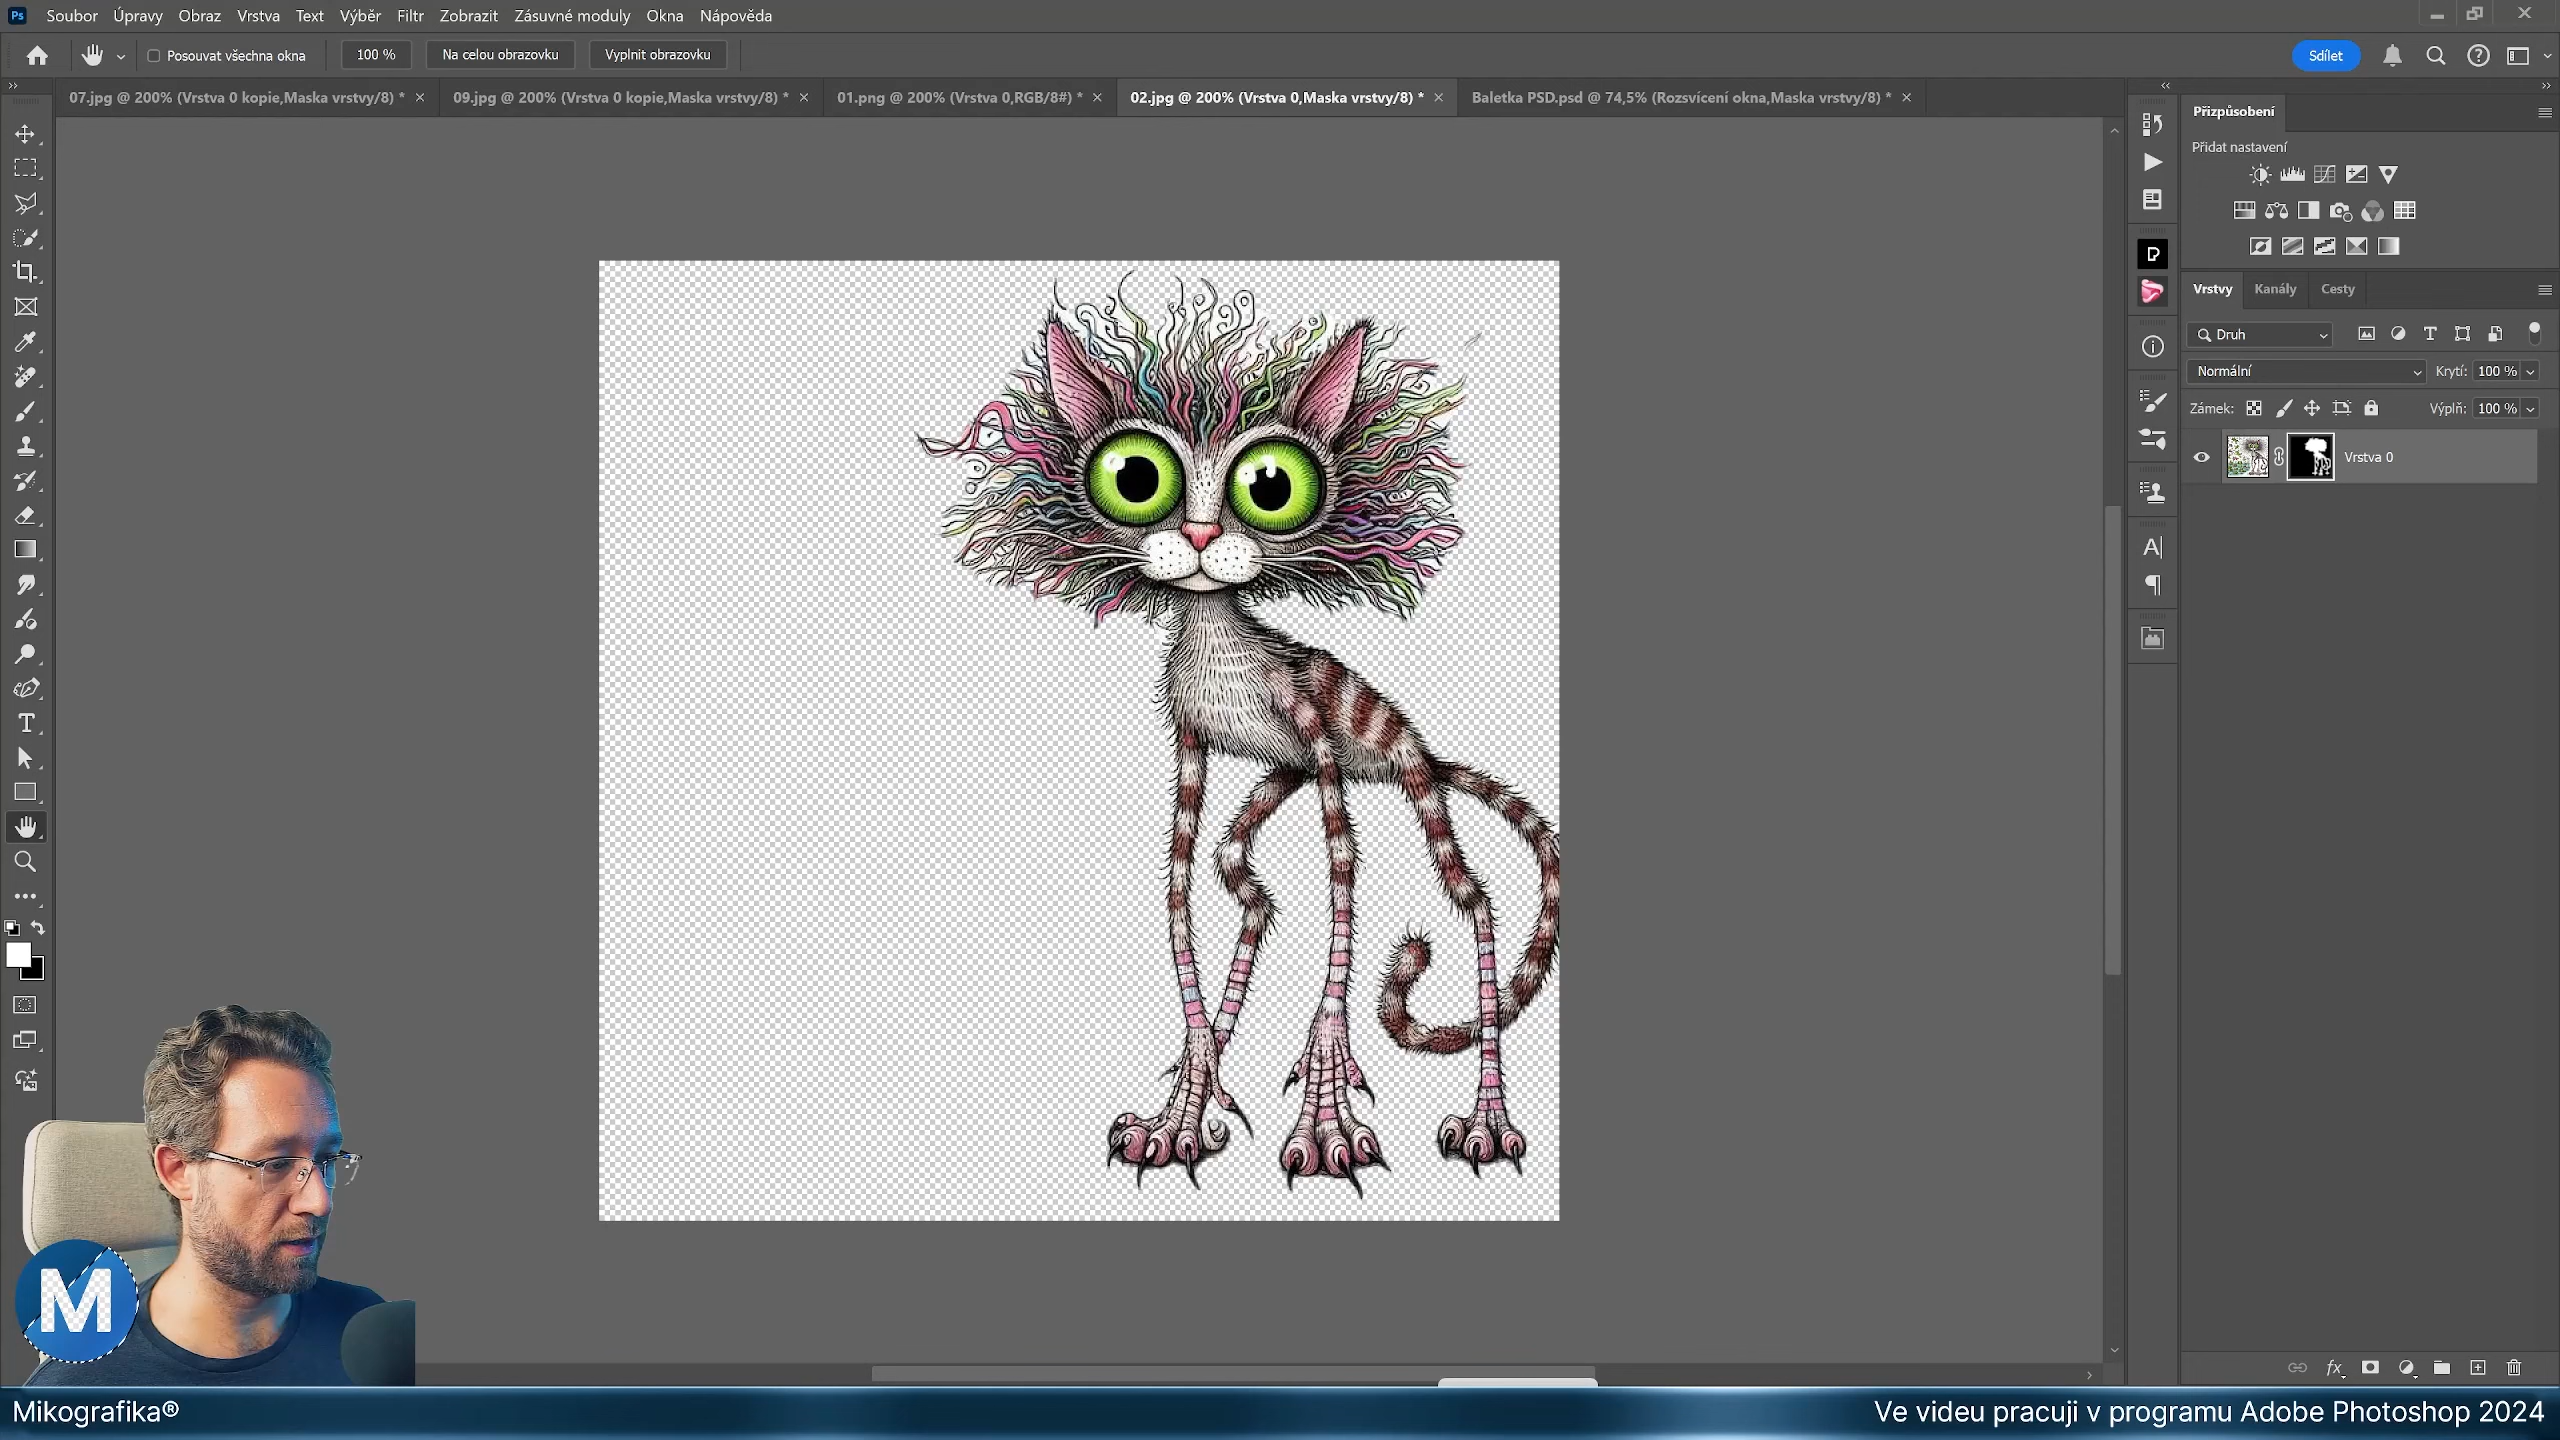 Ps Soubor Úpravy Obraz Vrstva Text Výběr Filtr Zobrazit Zásuvné moduly Okna Nápověda
Posouvat všechna okna 100 % Na celou obrazovku Vyplnit obrazovku Sdílet
07.jpg @ 200% (Vrstva 0 kopie,Maska vrstvy/8) * 09.jpg @ 200% (Vrstva 0 kopie,Maska vrstvy/8) * 01.png @ 200% (Vrstva 0,RGB/8#) * 02.jpg @ 200% (Vrstva 0,Maska vrstvy/8) * Baletka PSD.psd @ 74,5% (Rozsvícení okna,Maska vrstvy/8) *
Přizpůsobení
Přidat nastavení
Vrstvy Kanály Cesty
Druh
Normální Krytí: 100 %
Zámek: Výplň: 100 %
Vrstva 0
M
Mikografika® Ve videu pracuji v programu Adobe Photoshop 2024